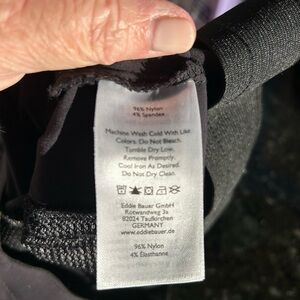 96% Nylon
4% Spandex
Machine Wash Cold With Like
Colors. Do Not Bleach.
Tumble Dry Low.
Remove Promptly.
Cool Iron As Desired.
Do Not Dry Clean.
Eddie Bauer GmbH
Rotwandweg 3a
82024 Taufkirchen
GERMANY
www.eddiebauer.de
96% Nylon
4% Élasthanne